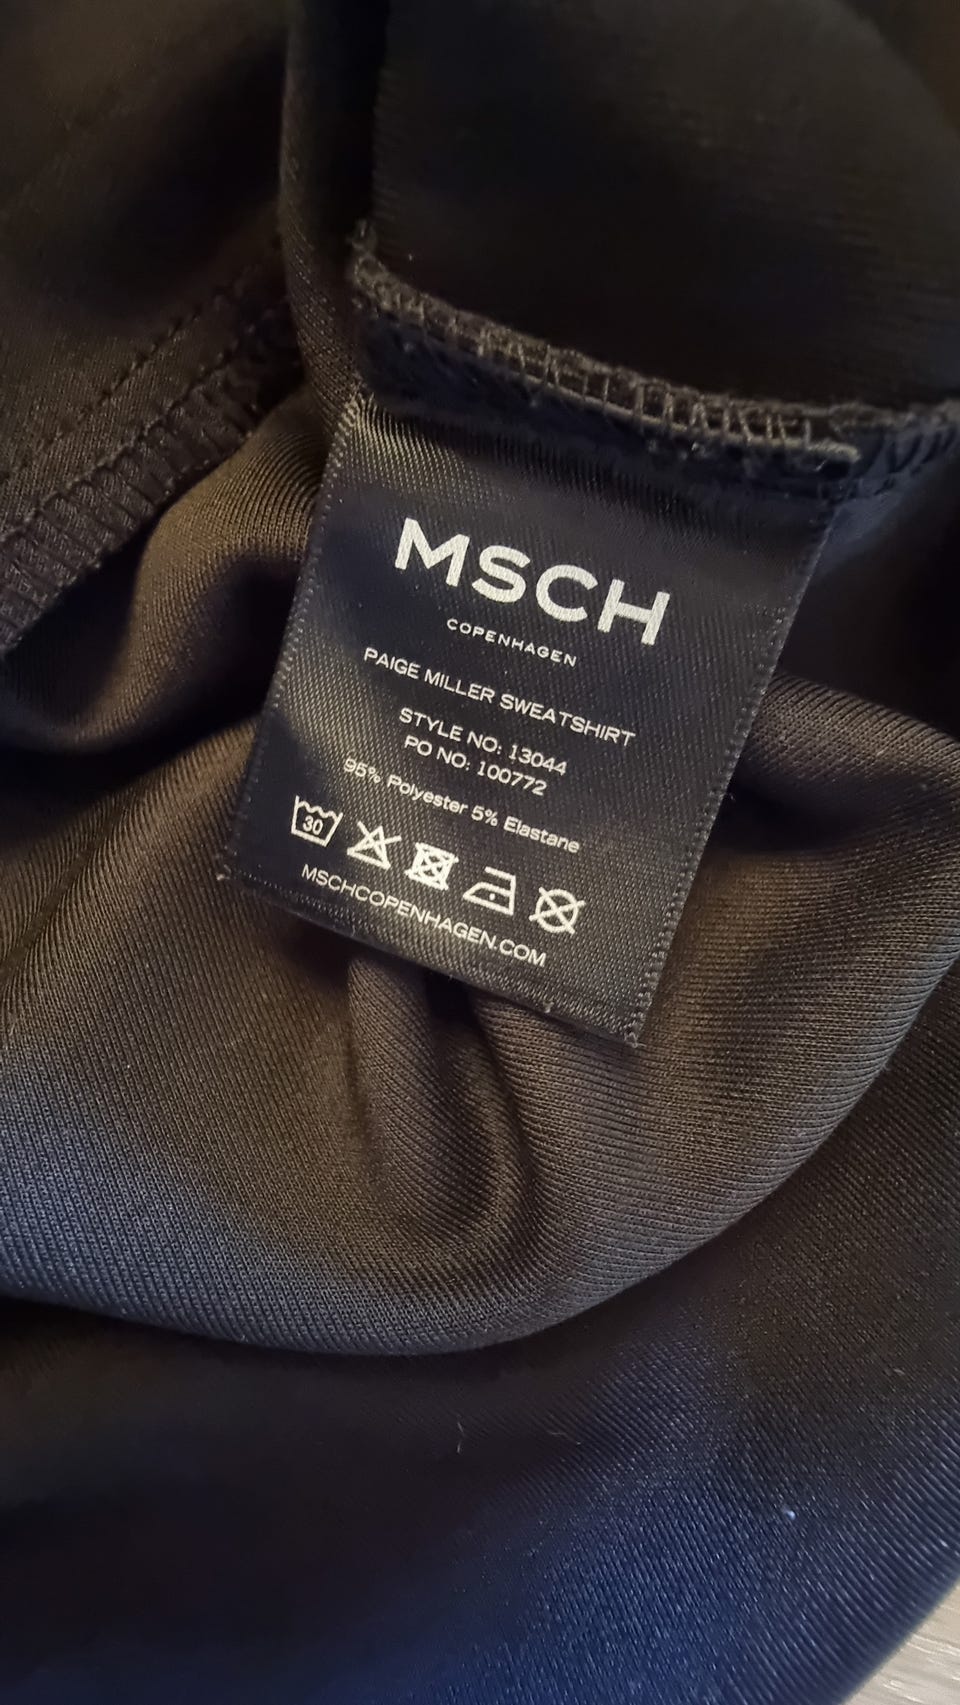 MSCH
COPENHAGEN
PAIGE MILLER SWEATSHIRT
STYLE NO: 13044
PO NO: 100772
95% Polyester 5% Elastane
30
MSCHCOPENHAGEN.COM